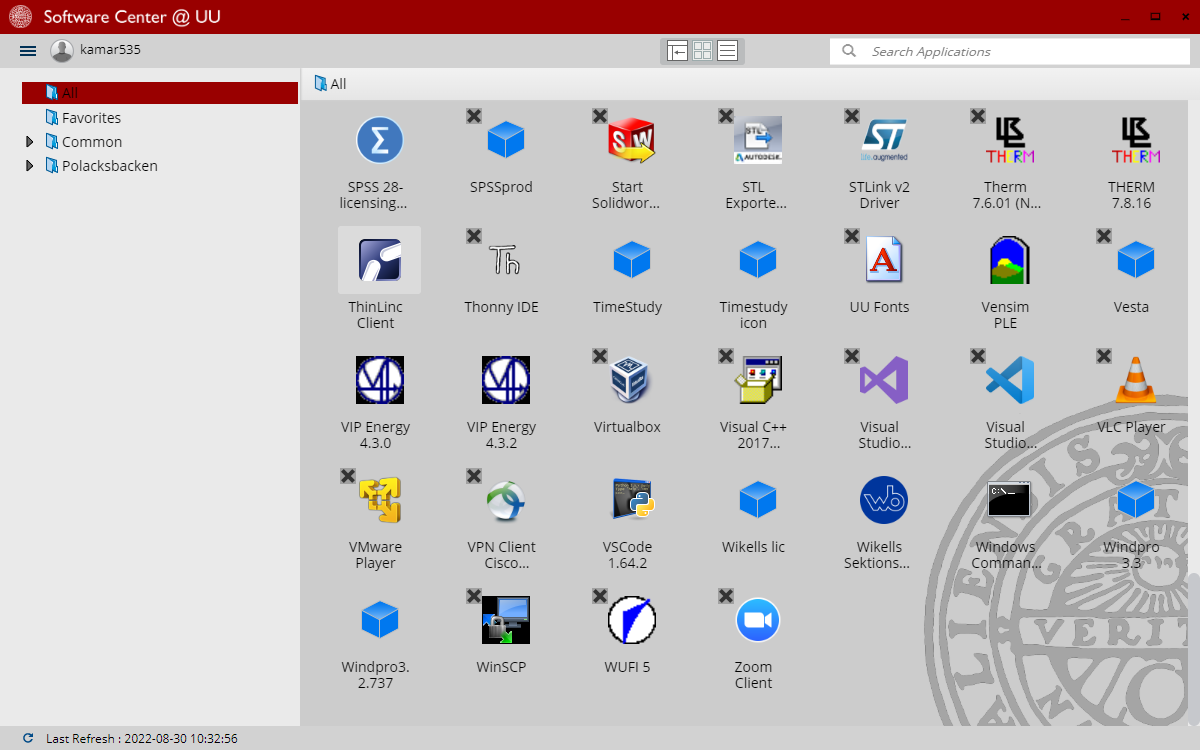 Software Center @ UU
kamar535
Search Applications
All
Favorites
Common
Polacksbacken
All
SPSS 28-
licensing...
SPSSprod
Start
Solidwor...
STL
Exporte...
STLink v2
Driver
Therm
7.6.01 (N...
THERM
7.8.16
ThinLinc
Client
Thonny IDE
TimeStudy
Timestudy
icon
UU Fonts
Vensim
PLE
Vesta
VIP Energy
4.3.0
VIP Energy
4.3.2
Virtualbox
Visual C++
2017...
Visual
Studio...
Visual
Studio...
VLC Player
VMware
Player
VPN Client
Cisco...
VSCode
1.64.2
Wikells lic
Wikells
Sektions...
Windows
Comman...
Windpro
3.3
Windpro3.
2.737
WinSCP
WUFI 5
Zoom
Client
Last Refresh : 2022-08-30 10:32:56